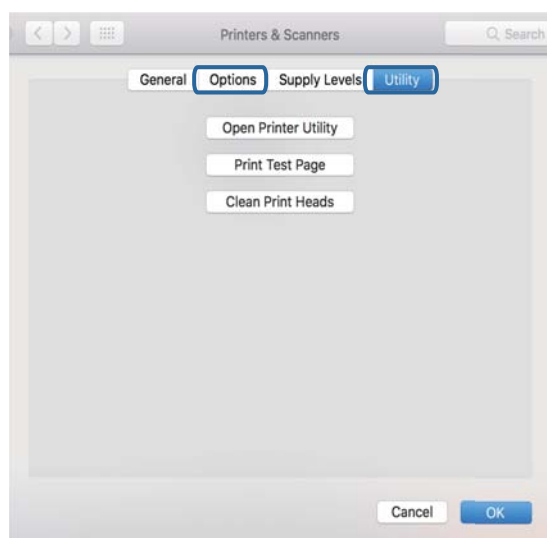 Printers & Scanners Search
General Options Supply Levels Utility
Open Printer Utility
Print Test Page
Clean Print Heads
Cancel OK